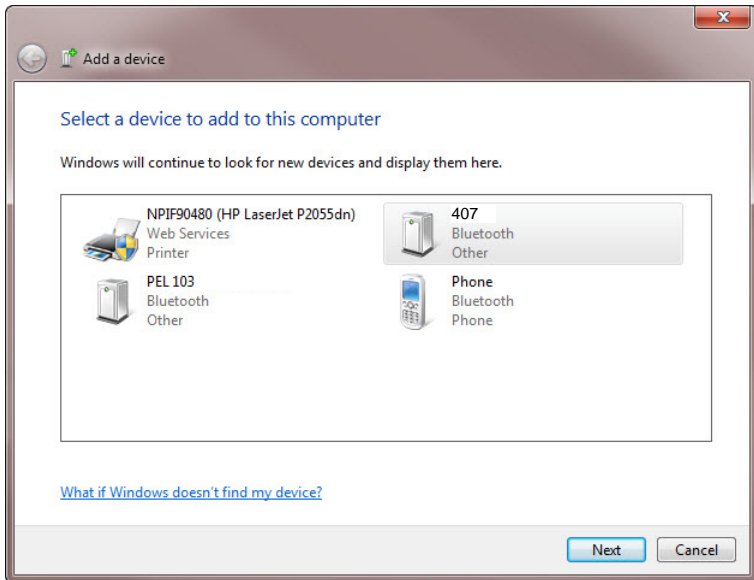 Add a device
Select a device to add to this computer
Windows will continue to look for new devices and display them here.
NPIF90480 (HP LaserJet P2055dn)
Web Services
Printer
407
Bluetooth
Other
PEL 103
Bluetooth
Other
Phone
Bluetooth
Phone
What if Windows doesn't find my device?
Next
Cancel